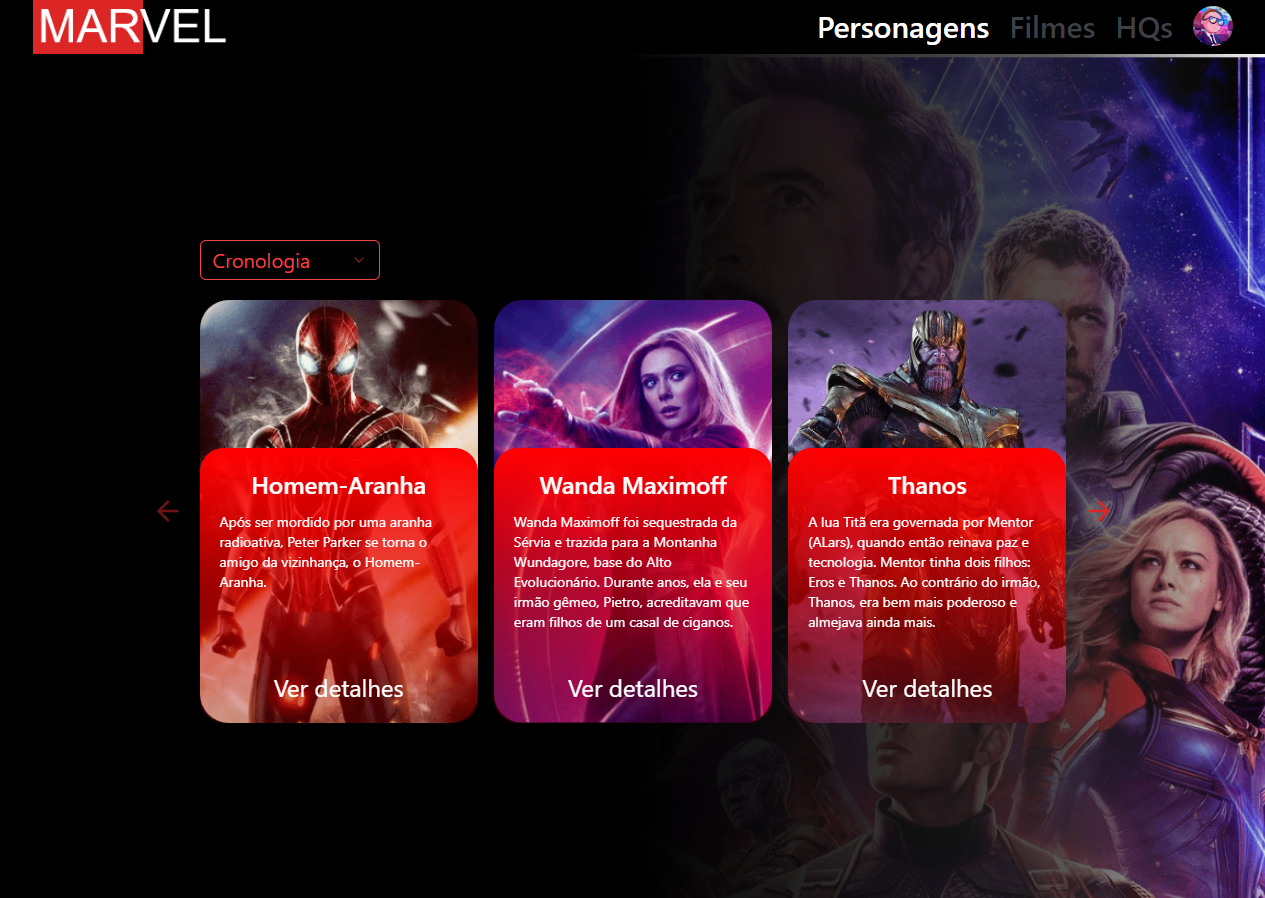 MARVEL
Personagens Filmes HQs
Cronologia
Homem-Aranha
Após ser mordido por uma aranha
radioativa, Peter Parker se torna o
amigo da vizinhança, o Homem-
Aranha.
Ver detalhes
Wanda Maximoff
Wanda Maximoff foi sequestrada da
Sérvia e trazida para a Montanha
Wundagore, base do Alto
Evolucionário. Durante anos, ela e seu
irmão gêmeo, Pietro, acreditavam que
eram filhos de um casal de ciganos.
Ver detalhes
Thanos
A lua Titã era governada por Mentor
(ALars), quando então reinava paz e
tecnologia. Mentor tinha dois filhos:
Eros e Thanos. Ao contrário do irmão,
Thanos, era bem mais poderoso e
almejava ainda mais.
Ver detalhes